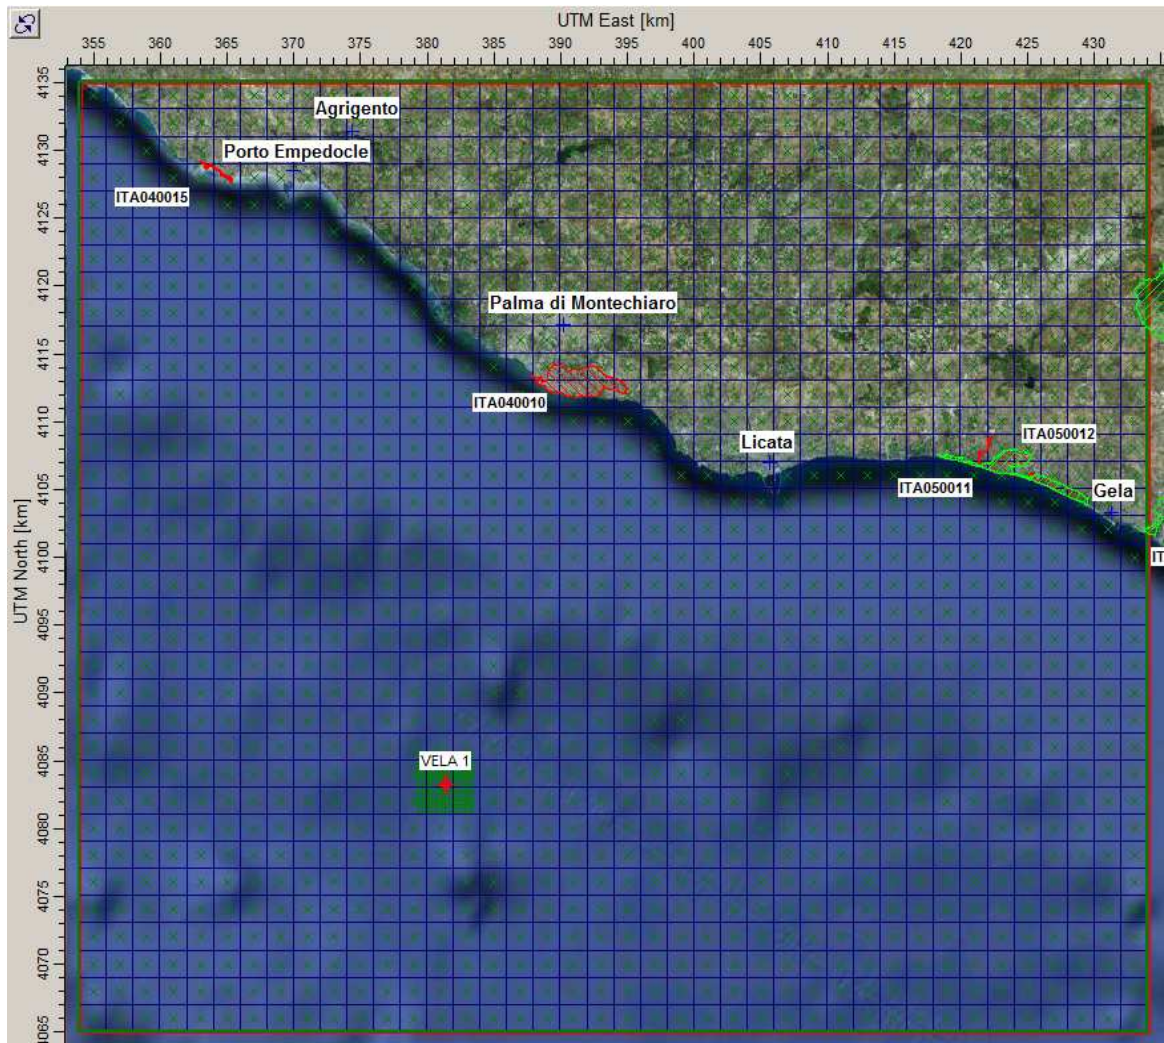 UTM East [km]
355 360 365 370 375 380 385 390 395 400 405 410 415 420 425 430
UTM North [km]
4135
4130
4125
4120
4115
4110
4105
4100
4095
4090
4085
4080
4075
4070
4065
Agrigento
Porto Empedocle
ITA040015
Palma di Montechiaro
ITA040010
Licata
ITA050012
ITA050011
Gela
IT
VELA 1